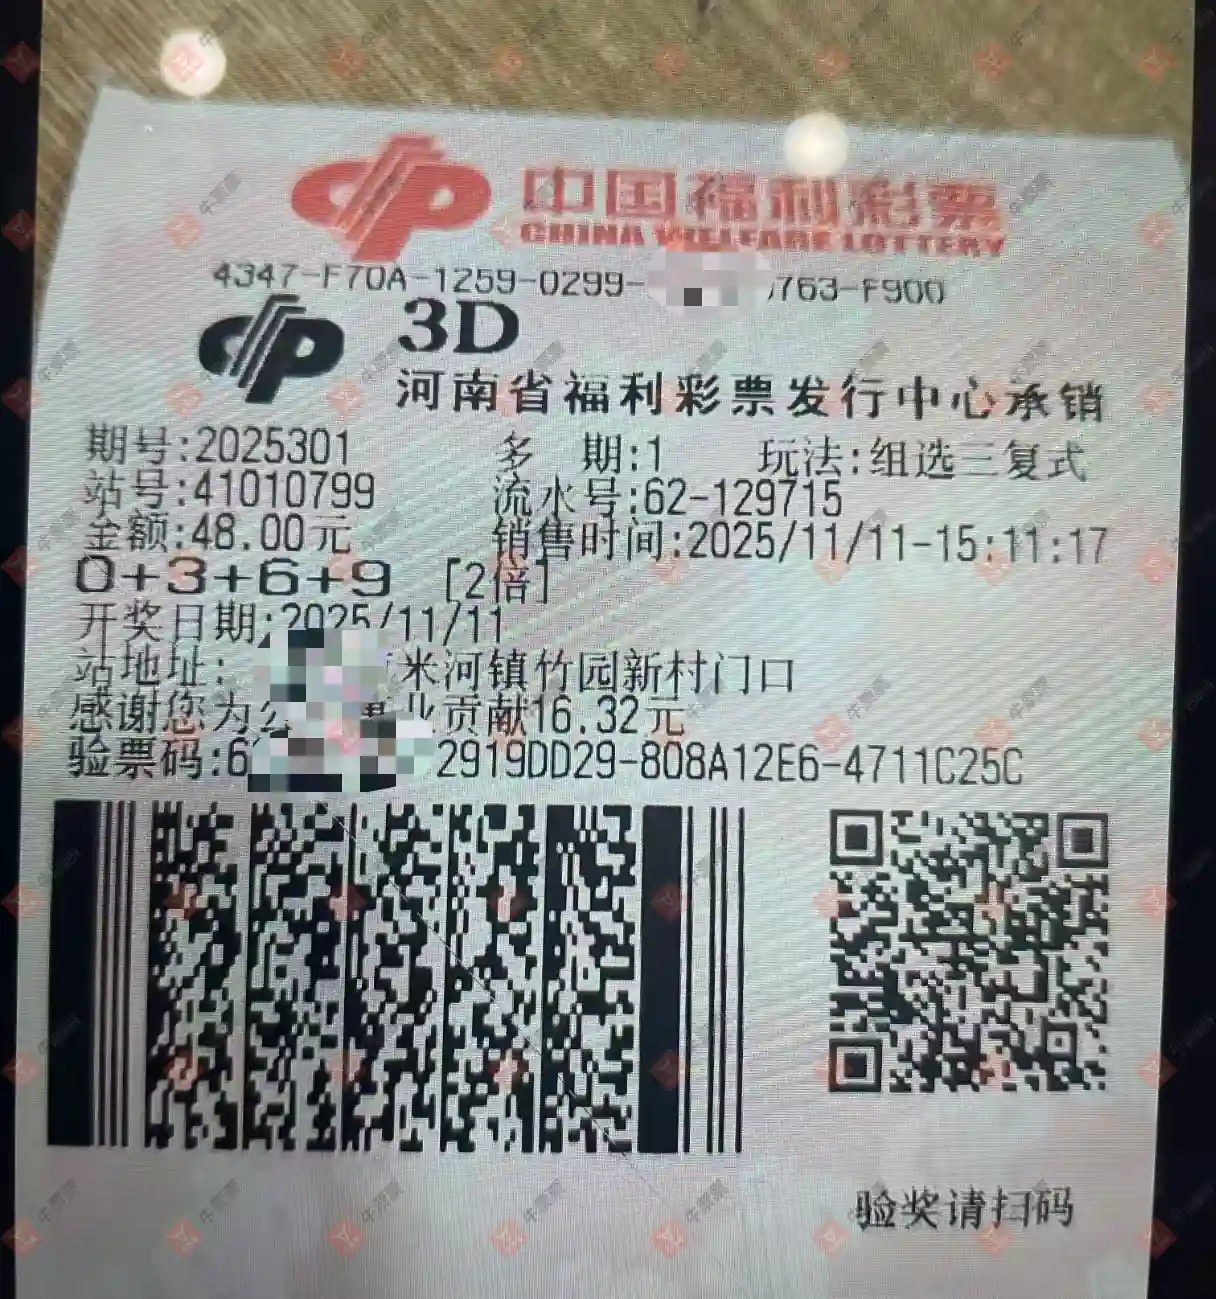 中国福利彩票
CHINA WELFARE LOTTERY
4347-F70A-1259-0299- 763-F900
3D
河南省福利彩票发行中心承销
期号:2025301 多 期:1 玩法:组选三复式
站号:41010799 流水号:62-129715
金额:48.00元 销售时间:2025/11/11-15:11:17
0+3+6+9 [2倍]
开奖日期:2025/11/11
站地址: 米河镇竹园新村门口
感谢您为公 业贡献16.32元
验票码:6 2919DD29-808A12E6-4711C25C
验奖请扫码